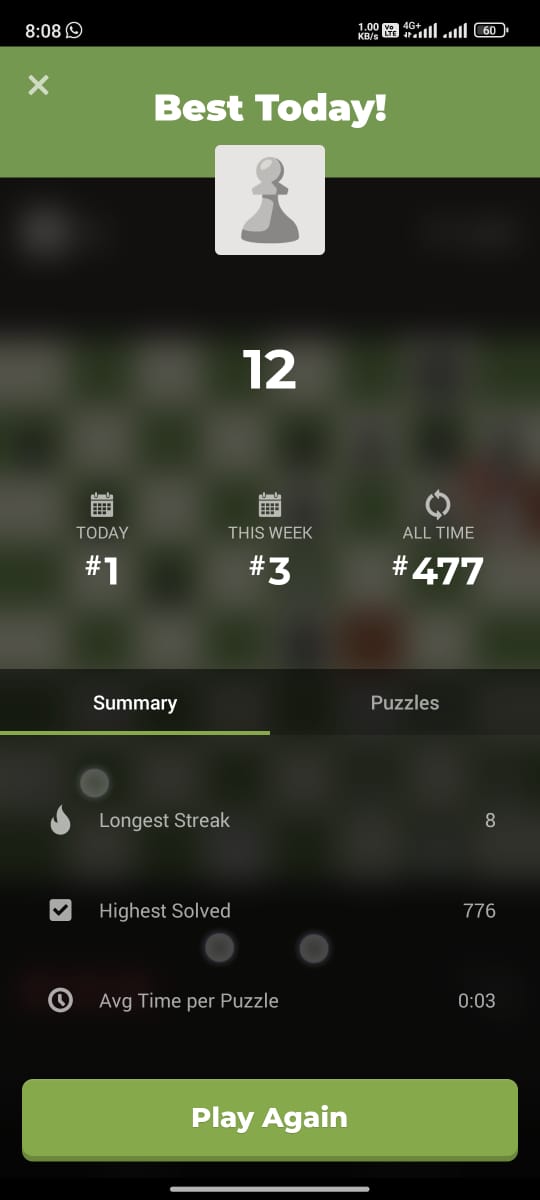 8:08
1.00 KB/s
Vo LTE
4G+
60
Best Today!
12
TODAY
THIS WEEK
ALL TIME
#1
#3
#477
Summary
Puzzles
Longest Streak
8
Highest Solved
776
Avg Time per Puzzle
0:03
Play Again